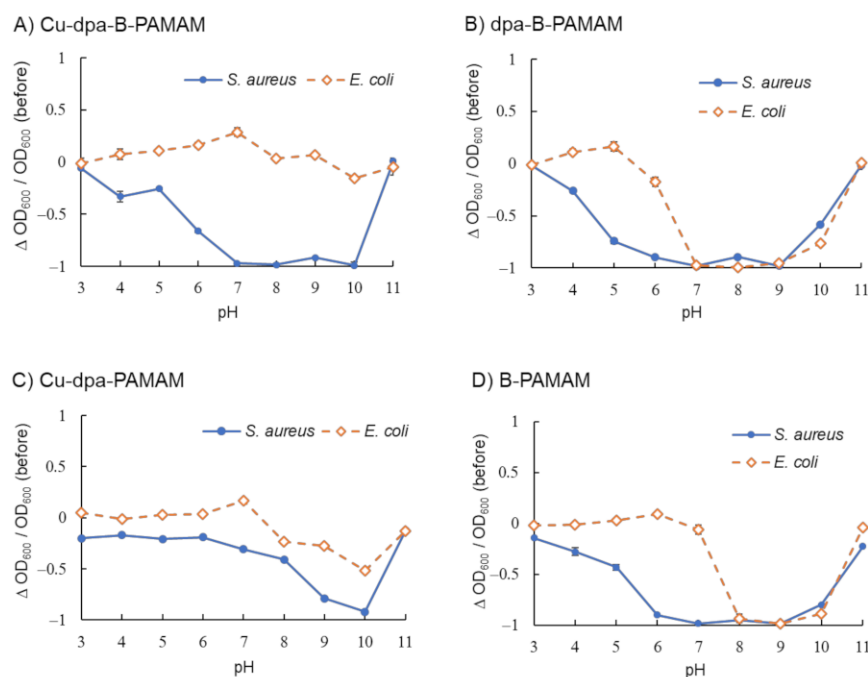 A) Cu-dpa-B-PAMAM
Δ OD₆₀₀ / OD₆₀₀ (before)
S. aureus E. coli
1
0.5
0
−0.5
−1
3 4 5 6 7 8 9 10 11
pH
B) dpa-B-PAMAM
Δ OD₆₀₀ / OD₆₀₀ (before)
S. aureus
E. coli
1
0.5
0
−0.5
−1
3 4 5 6 7 8 9 10 11
pH
C) Cu-dpa-PAMAM
Δ OD₆₀₀ / OD₆₀₀ (before)
S. aureus E. coli
1
0.5
0
−0.5
−1
3 4 5 6 7 8 9 10 11
pH
D) B-PAMAM
Δ OD₆₀₀ / OD₆₀₀ (before)
S. aureus
E. coli
1
0.5
0
−0.5
−1
3 4 5 6 7 8 9 10 11
pH